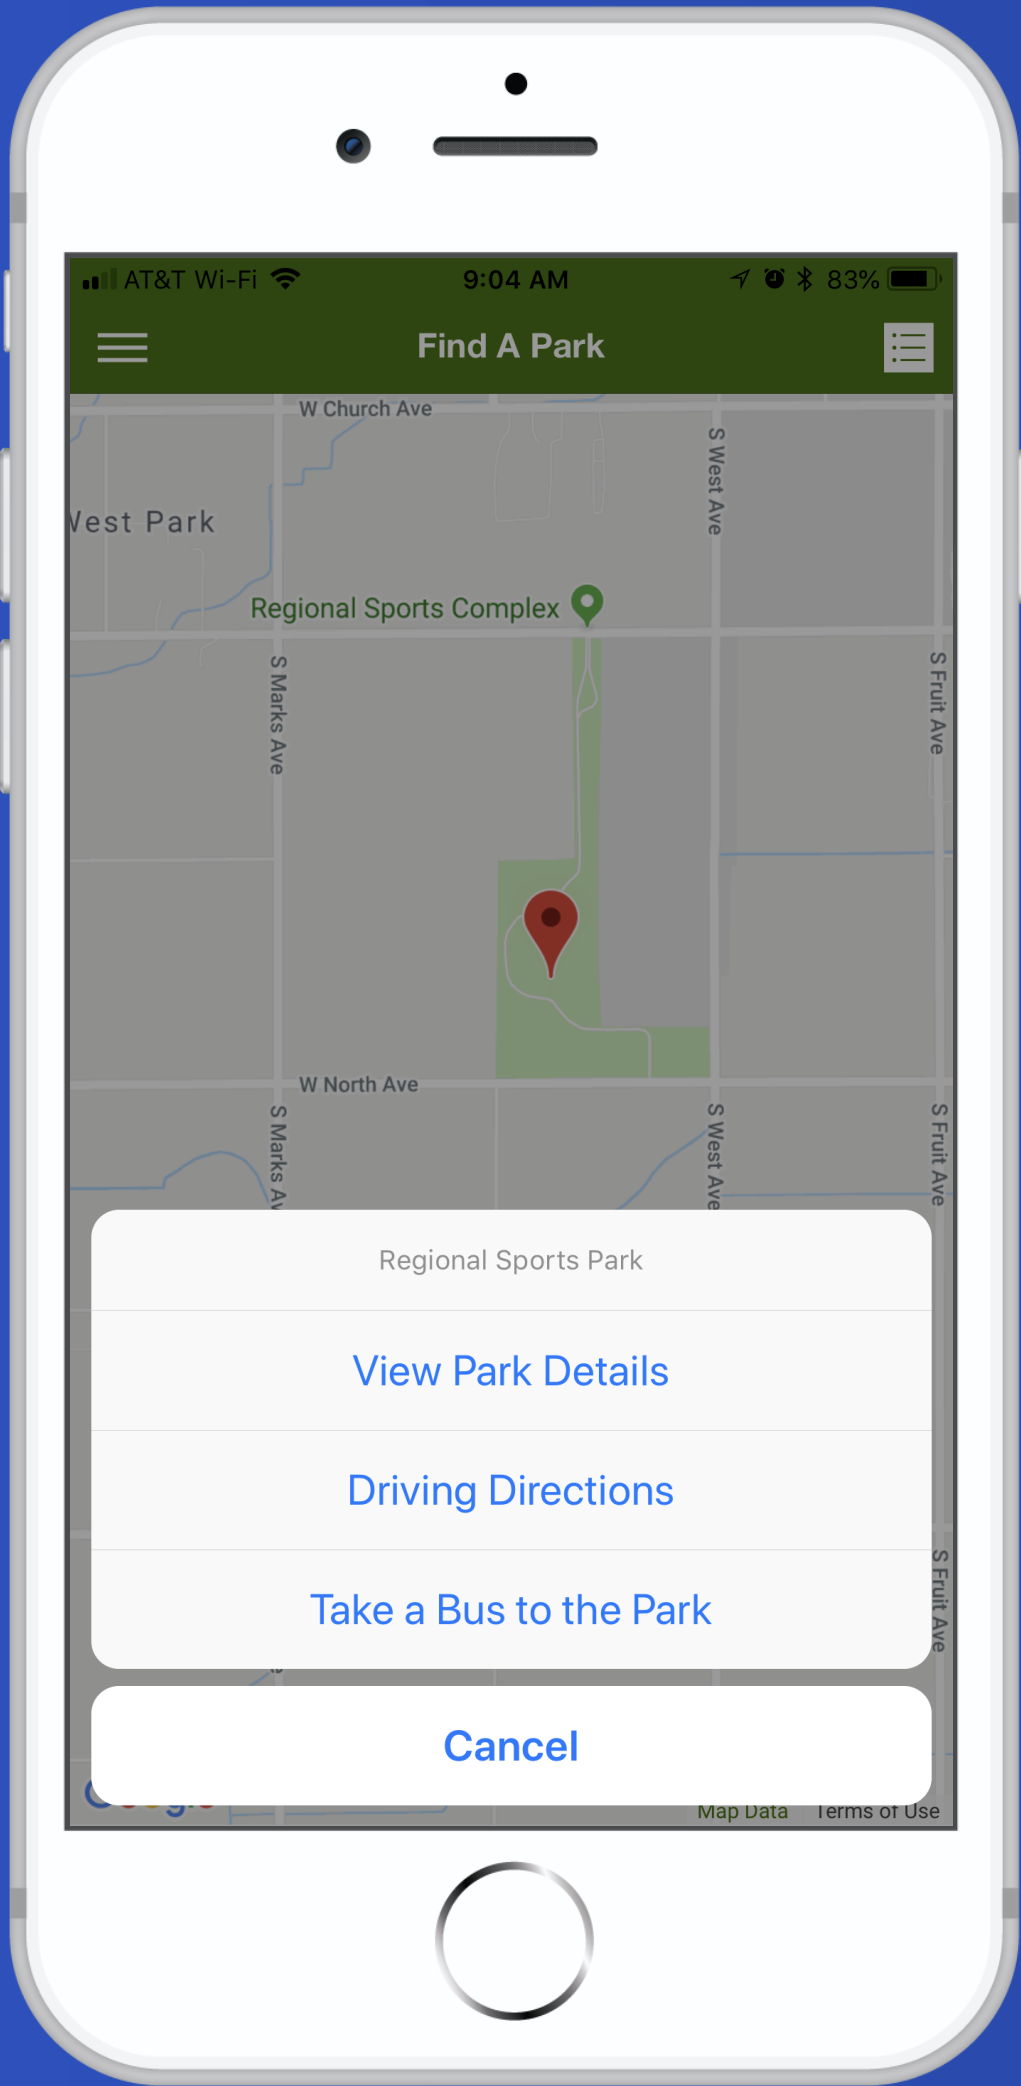 AT&T Wi-Fi 9:04 AM 83%
Find A Park
W Church Ave
S West Ave
West Park
Regional Sports Complex
S Marks Ave
S Fruit Ave
W North Ave
S Marks Av
S West Ave
S Fruit Ave
Regional Sports Park
View Park Details
Driving Directions
Take a Bus to the Park
S Fruit Ave
Cancel
Map Data Terms of Use